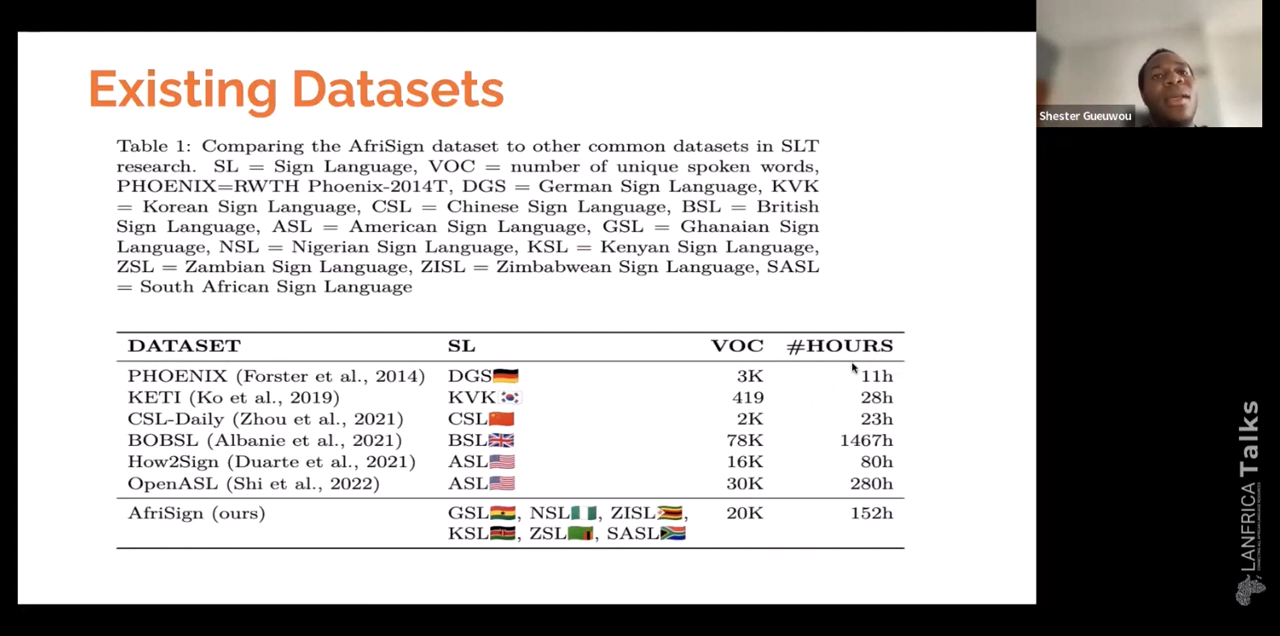 Existing Datasets
Table 1: Comparing the AfriSign dataset to other common datasets in SLT
research. SL = Sign Language, VOC = number of unique spoken words,
PHOENIX=RWTH Phoenix-2014T, DGS = German Sign Language, KVK
= Korean Sign Language, CSL = Chinese Sign Language, BSL = British
Sign Language, ASL = American Sign Language, GSL = Ghanaian Sign
Language, NSL = Nigerian Sign Language, KSL = Kenyan Sign Language,
ZSL = Zambian Sign Language, ZISL = Zimbabwean Sign Language, SASL
= South African Sign Language
DATASET SL VOC #HOURS
PHOENIX (Forster et al., 2014) DGS 3K 11h
KETI (Ko et al., 2019) KVK 419 28h
CSL-Daily (Zhou et al., 2021) CSL 2K 23h
BOBSL (Albanie et al., 2021) BSL 78K 1467h
How2Sign (Duarte et al., 2021) ASL 16K 80h
OpenASL (Shi et al., 2022) ASL 30K 280h
AfriSign (ours) GSL, NSL, ZISL, 20K 152h
KSL, ZSL, SASL
Shester Gueuwou
LANFRICA Talks